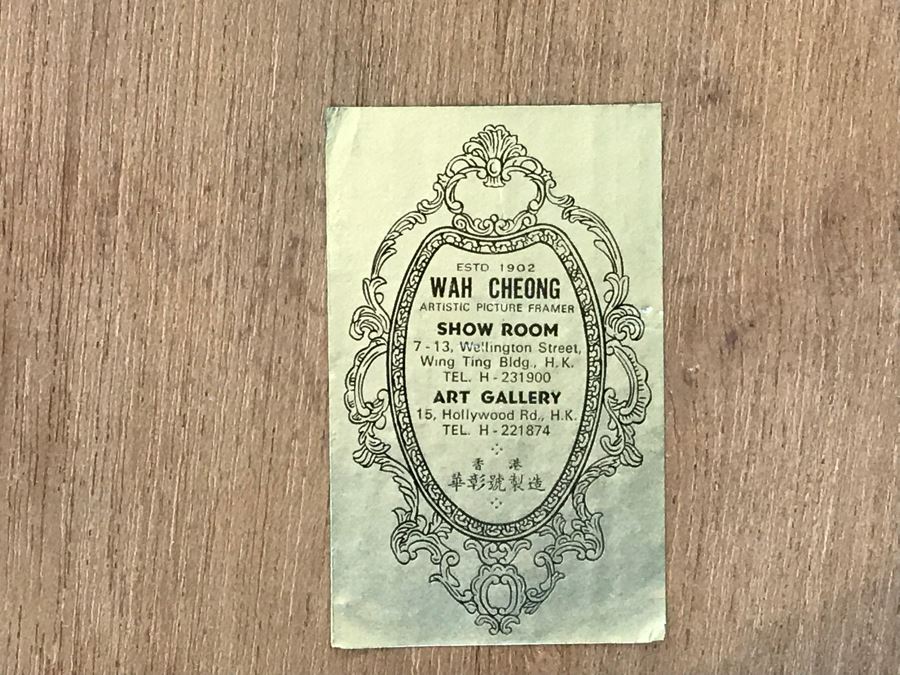 ESTD 1902
WAH CHEONG
ARTISTIC PICTURE FRAMER
SHOW ROOM
7-13, Wellington Street,
Wing Ting Bldg., H.K.
TEL. H-231900
ART GALLERY
15, Hollywood Rd., H.K.
TEL. H-221874
香港
華彰號製造